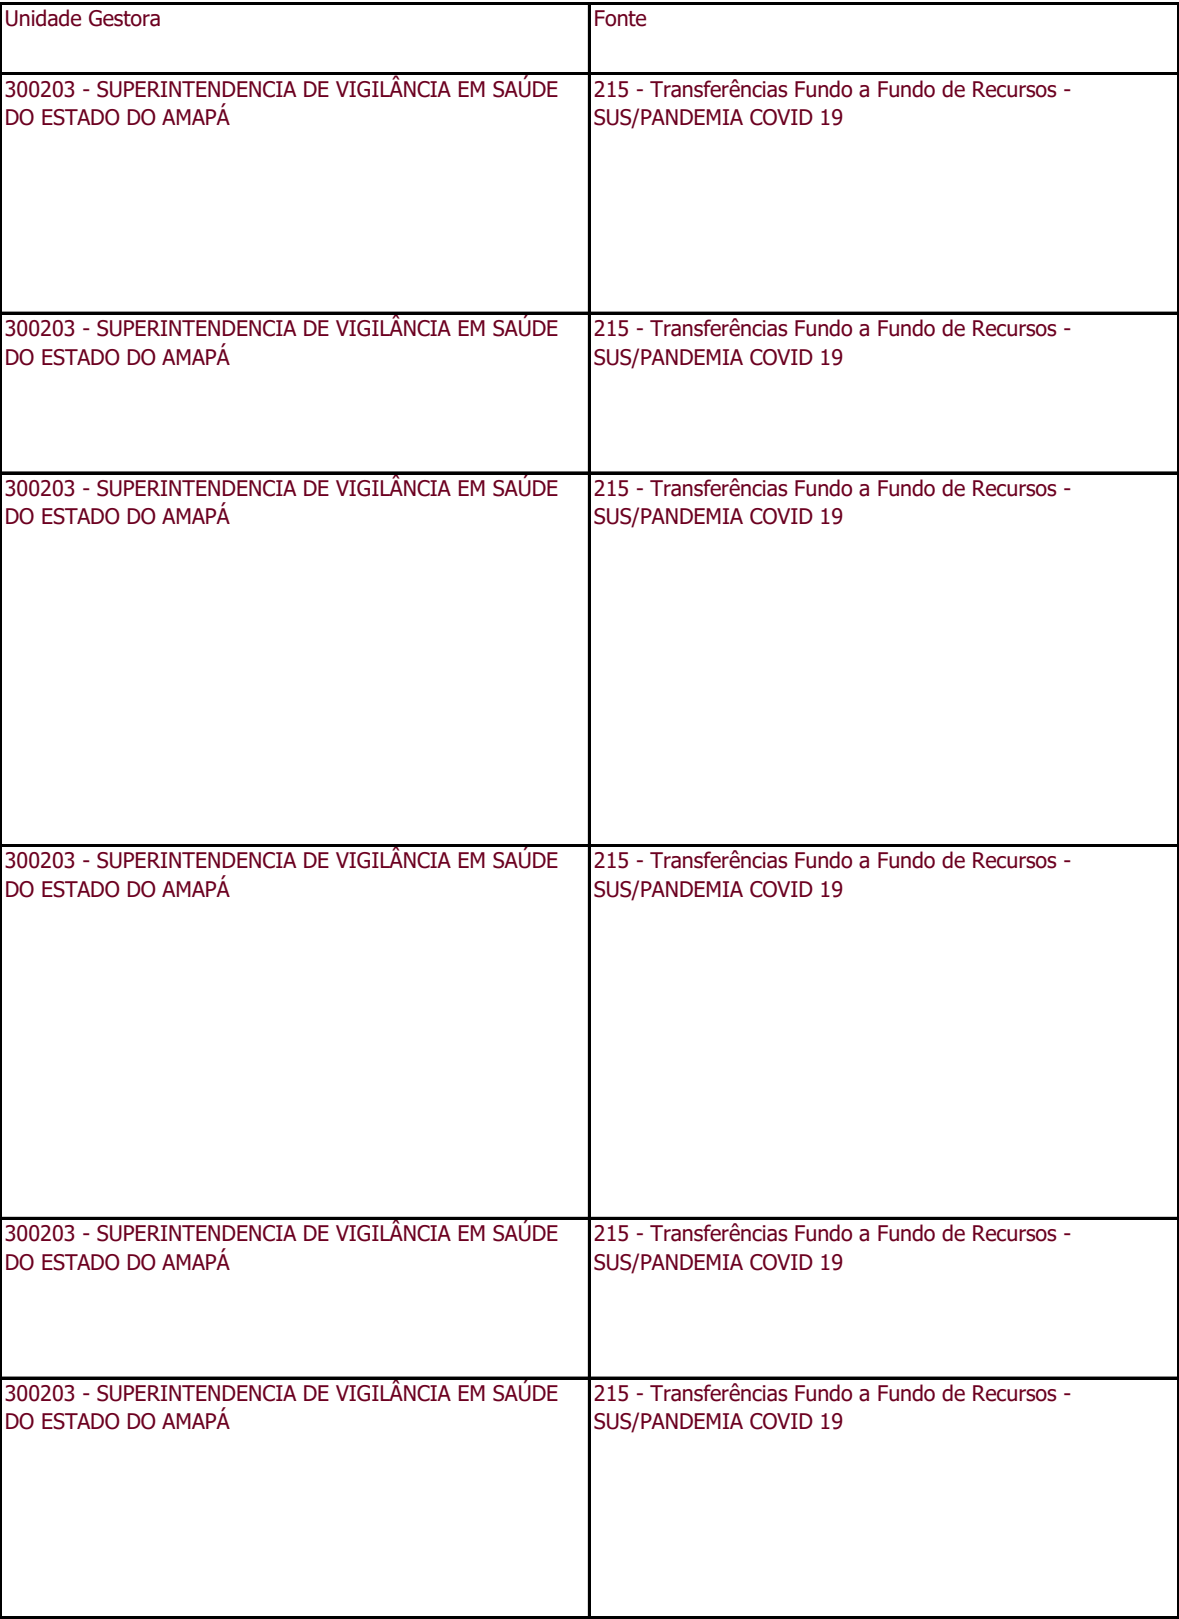 Unidade Gestora
Fonte
300203 - SUPERINTENDENCIA DE VIGILÂNCIA EM SAÚDE
DO ESTADO DO AMAPÁ
215 - Transferências Fundo a Fundo de Recursos -
SUS/PANDEMIA COVID 19
300203 - SUPERINTENDENCIA DE VIGILÂNCIA EM SAÚDE
DO ESTADO DO AMAPÁ
215 - Transferências Fundo a Fundo de Recursos -
SUS/PANDEMIA COVID 19
300203 - SUPERINTENDENCIA DE VIGILÂNCIA EM SAÚDE
DO ESTADO DO AMAPÁ
215 - Transferências Fundo a Fundo de Recursos -
SUS/PANDEMIA COVID 19
300203 - SUPERINTENDENCIA DE VIGILÂNCIA EM SAÚDE
DO ESTADO DO AMAPÁ
215 - Transferências Fundo a Fundo de Recursos -
SUS/PANDEMIA COVID 19
300203 - SUPERINTENDENCIA DE VIGILÂNCIA EM SAÚDE
DO ESTADO DO AMAPÁ
215 - Transferências Fundo a Fundo de Recursos -
SUS/PANDEMIA COVID 19
300203 - SUPERINTENDENCIA DE VIGILÂNCIA EM SAÚDE
DO ESTADO DO AMAPÁ
215 - Transferências Fundo a Fundo de Recursos -
SUS/PANDEMIA COVID 19